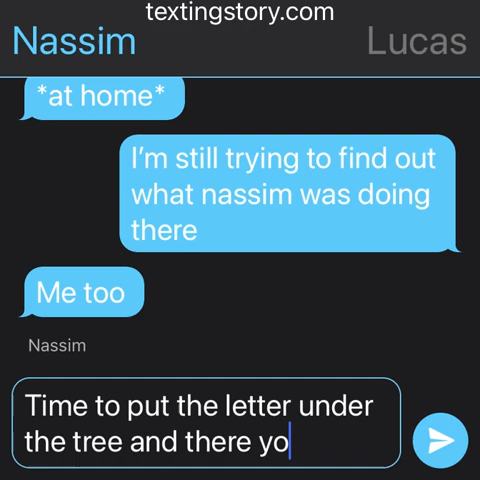 textingstory.com
Nassim
Lucas
*at home*
I'm still trying to find out
what nassim was doing
there
Me too
Nassim
Time to put the letter under
the tree and there yo